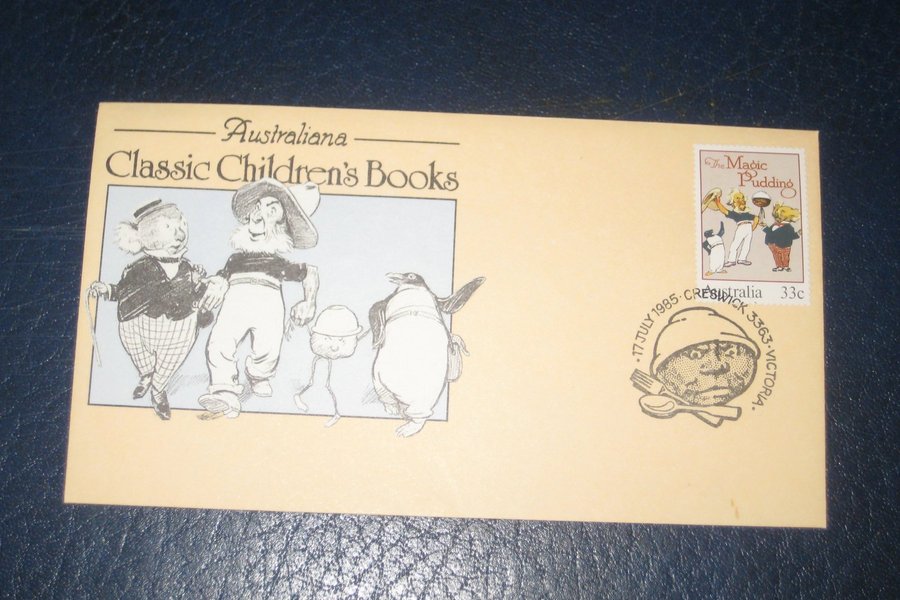 Australiana
Classic Children's Books
The Magic
Pudding
Australia 33c
·17 JULY 1985·CRESWICK 3363·VICTORIA·